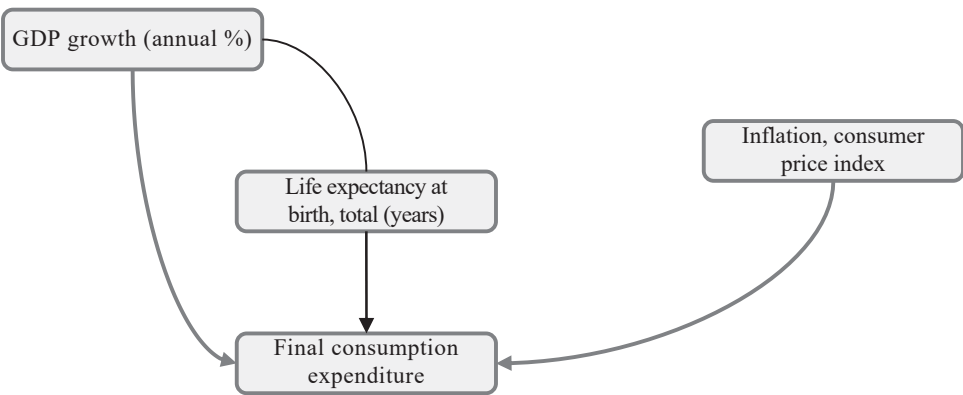 GDP growth (annual %)
Inflation, consumer
price index
Life expectancy at
birth, total (years)
Final consumption
expenditure